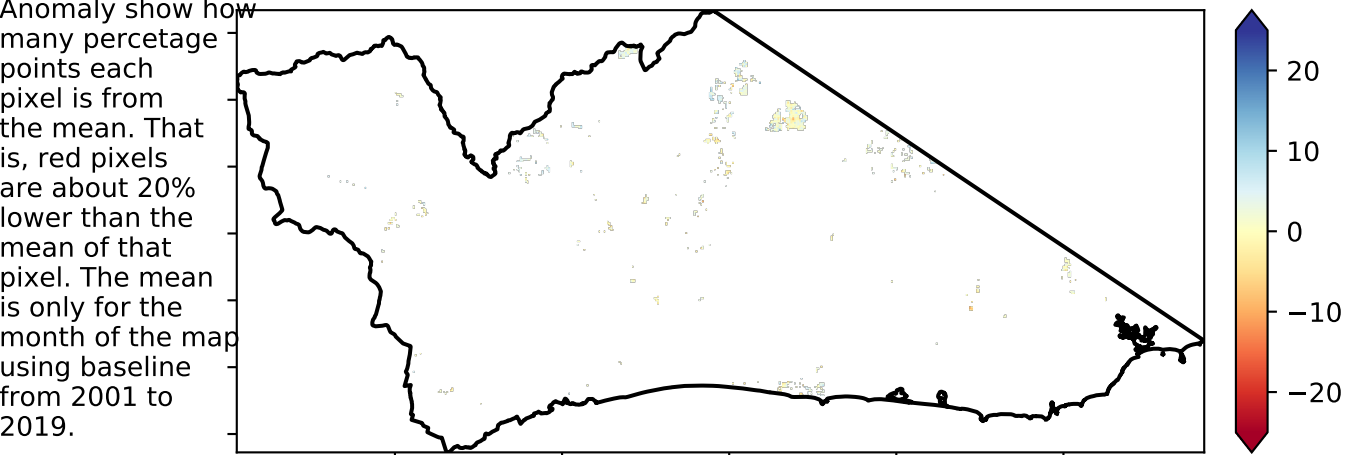 Anomaly show how
many percetage
points each
pixel is from
the mean. That
is, red pixels
are about 20%
lower than the
mean of that
pixel. The mean
is only for the
month of the map
using baseline
from 2001 to
2019.
20
10
0
−10
−20